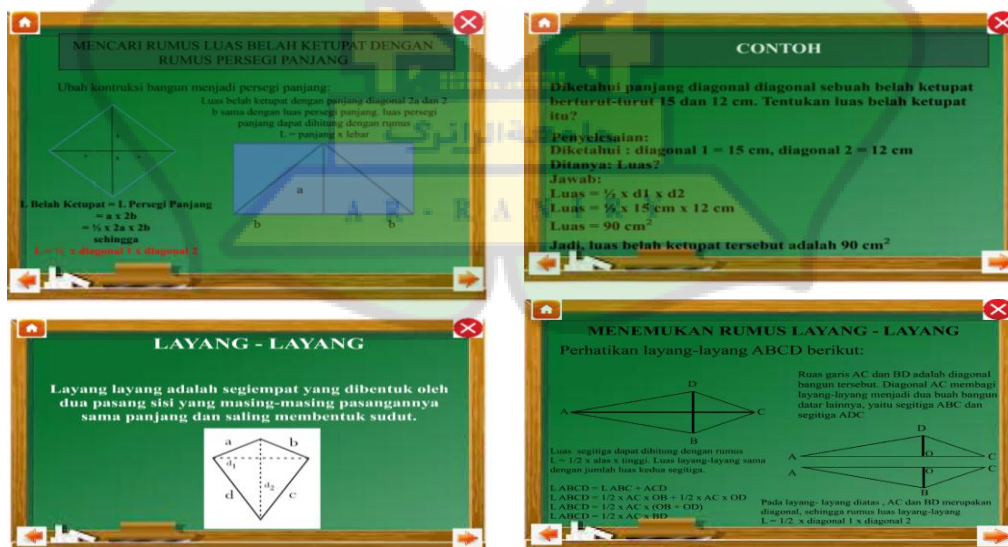 MENCARI RUMUS LUAS BELAH KETUPAT DENGAN
RUMUS PERSEGI PANJANG
Ubah kontruksi bangun menjadi persegi panjang:
Luas belah ketupat dengan panjang diagonal 2a dan 2
b sama dengan luas persegi panjang. luas persegi
panjang dapat dihitung dengan rumus
L = panjang x lebar
a
b
b
L Belah Ketupat = L Persegi Panjang
= a x 2b
= ½ x 2a x 2b
sehingga
L = ½ x diagonal 1 x diagonal 2
CONTOH
Diketahui panjang diagonal diagonal sebuah belah ketupat
berturut-turut 15 dan 12 cm. Tentukan luas belah ketupat
itu?
Penyelesaian:
Diketahui : diagonal 1 = 15 cm, diagonal 2 = 12 cm
Ditanya: Luas?
Jawab:
Luas = ½ x d1 x d2
Luas = ½ x 15 cm x 12 cm
Luas = 90 cm²
Jadi, luas belah ketupat tersebut adalah 90 cm²
جامعة الرانري
AR-RANIRY
LAYANG - LAYANG
Layang layang adalah segiempat yang dibentuk oleh
dua pasang sisi yang masing-masing pasangannya
sama panjang dan saling membentuk sudut.
a b
d₁
d₂
d c
MENEMUKAN RUMUS LAYANG - LAYANG
Perhatikan layang-layang ABCD berikut:
D
A C
B
Luas segitiga dapat dihitung dengan rumus
L = 1/2 x alas x tinggi. Luas layang-layang sama
dengan jumlah luas kedua segitiga.
LABCD = L ABC + ACD
LABCD = 1/2 x AC x OB + 1/2 x AC x OD
LABCD = 1/2 x AC x (OB + OD)
LABCD = 1/2 x AC x BD
Ruas garis AC dan BD adalah diagonal
bangun tersebut. Diagonal AC membagi
layang-layang menjadi dua buah bangun
datar lainnya, yaitu segitiga ABC dan
segitiga ADC
D
A O C
A O C
B
Pada layang- layang diatas , AC dan BD merupakan
diagonal, sehingga rumus luas layang-layang
L = 1/2 x diagonal 1 x diagonal 2